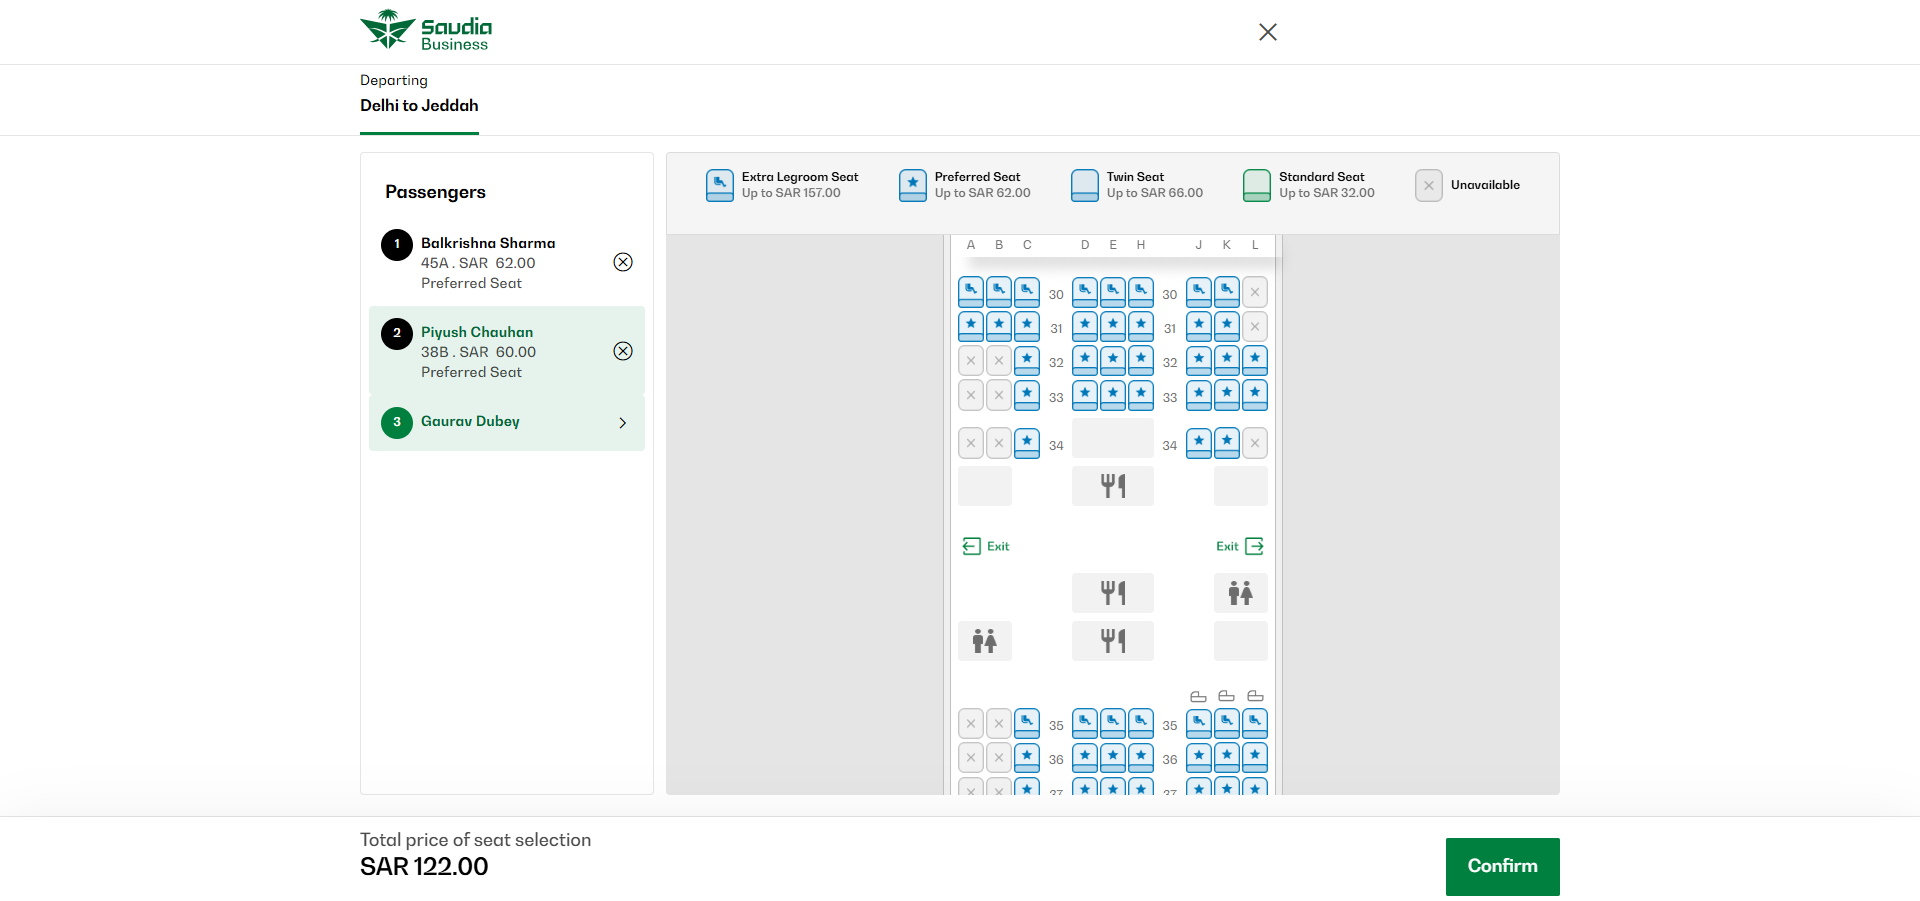 Saudia
Business
Departing
Delhi to Jeddah
Passengers
1
Balkrishna Sharma
45A . SAR 62.00
Preferred Seat
2
Piyush Chauhan
38B . SAR 60.00
Preferred Seat
3
Gaurav Dubey
Extra Legroom Seat
Up to SAR 157.00
Preferred Seat
Up to SAR 62.00
Twin Seat
Up to SAR 66.00
Standard Seat
Up to SAR 32.00
Unavailable
A B C D E H J K L
30 30
31 31
32 32
33 33
34 34
Exit Exit
35 35
36 36
37 37
Total price of seat selection
SAR 122.00
Confirm